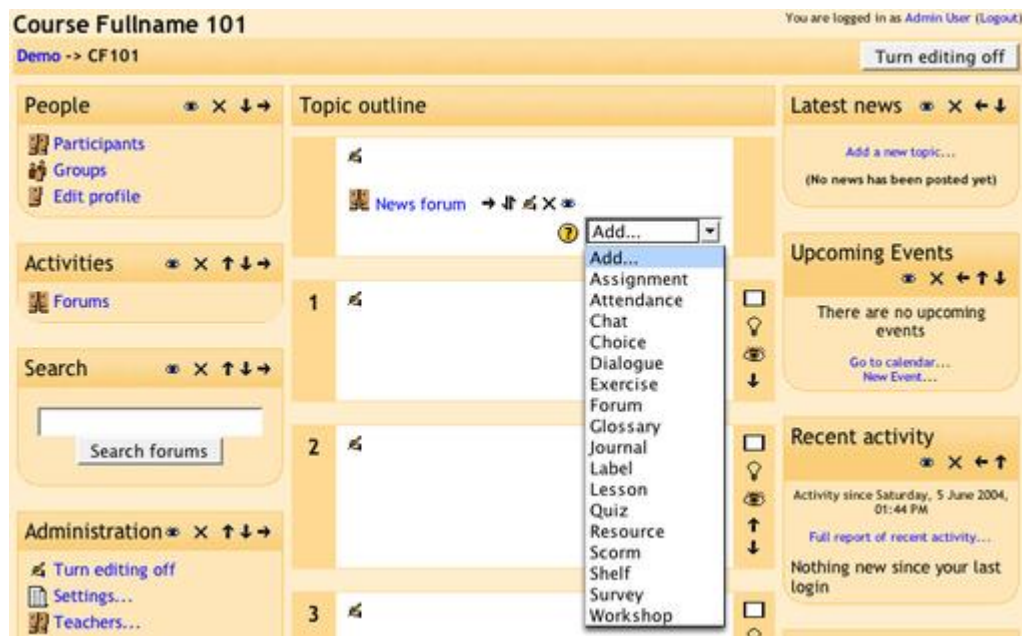 Course Fullname 101
You are logged in as Admin User (Logout)
Demo -> CF101
Turn editing off
People
Participants
Groups
Edit profile
Activities
Forums
Search
Search forums
Administration
Turn editing off
Settings...
Teachers...
Topic outline
News forum
? Add...
Add...
Assignment
Attendance
Chat
Choice
Dialogue
Exercise
Forum
Glossary
Journal
Label
Lesson
Quiz
Resource
Scorm
Shelf
Survey
Workshop
1
2
3
Latest news
Add a new topic...
(No news has been posted yet)
Upcoming Events
There are no upcoming
events
Go to calendar...
New Event...
Recent activity
Activity since Saturday, 5 June 2004,
01:44 PM
Full report of recent activity...
Nothing new since your last
login